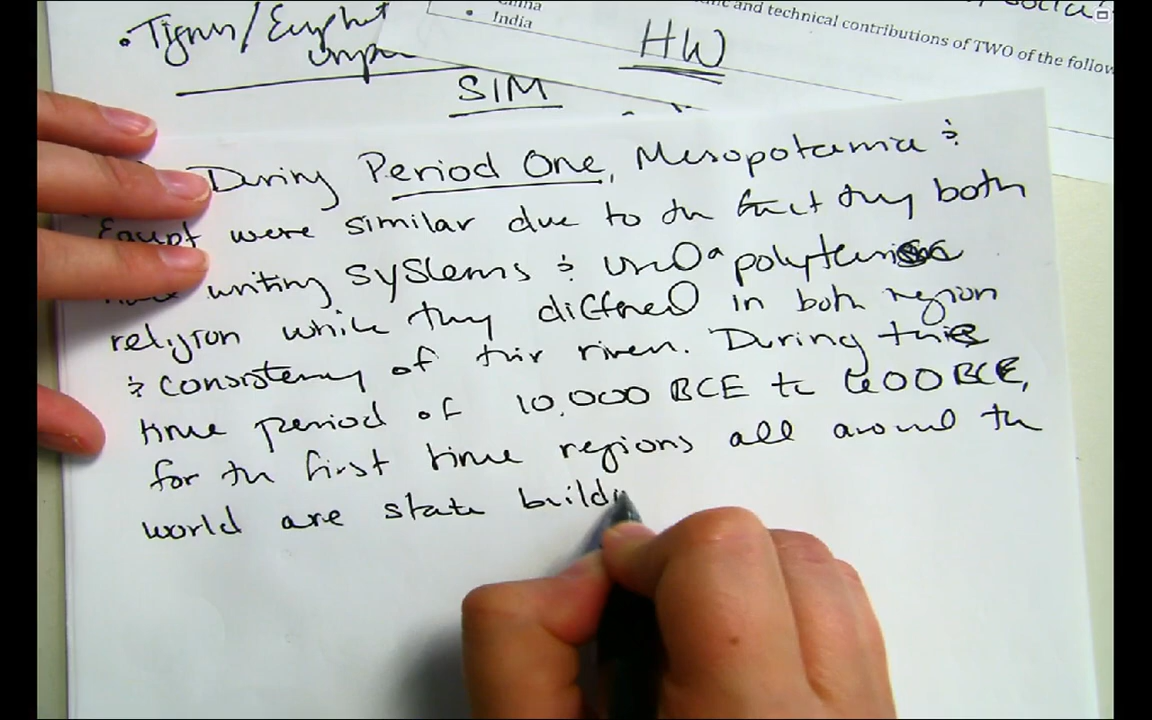 China
India
ic and technical contributions of TWO of the follow
• Tigris/Euphrat
HW
SIM
During Period One, Mesopotamia &
Egypt were similar due to the fact they both
have writing systems & used a
religion while they differed in both region
& consistency of their rivers. During this
time period of 10,000 BCE to 600 BCE,
for the first time regions all around the
world are state build